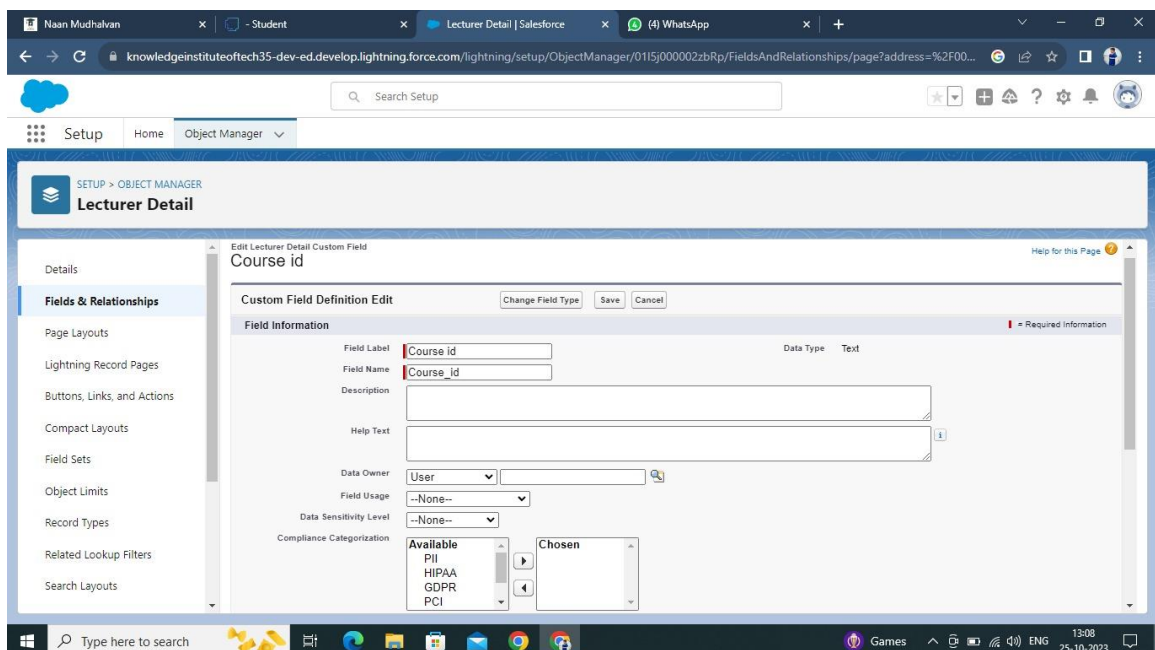 Naan Mudhalvan
- Student
Lecturer Detail | Salesforce
(4) WhatsApp
knowledgeinstituteoftech35-dev-ed.develop.lightning.force.com/lightning/setup/ObjectManager/01I5j000002zbRp/FieldsAndRelationships/page?address=%2F00...
Search Setup
Setup Home Object Manager
SETUP > OBJECT MANAGER
Lecturer Detail
Details
Fields & Relationships
Page Layouts
Lightning Record Pages
Buttons, Links, and Actions
Compact Layouts
Field Sets
Object Limits
Record Types
Related Lookup Filters
Search Layouts
Edit Lecturer Detail Custom Field
Course id
Help for this Page
Custom Field Definition Edit Change Field Type Save Cancel
Field Information = Required Information
Field Label Course id Data Type Text
Field Name Course_id
Description
Help Text
Data Owner User
Field Usage --None--
Data Sensitivity Level --None--
Compliance Categorization Available Chosen
PII
HIPAA
GDPR
PCI
Type here to search Games ENG 13:08
25-10-2023